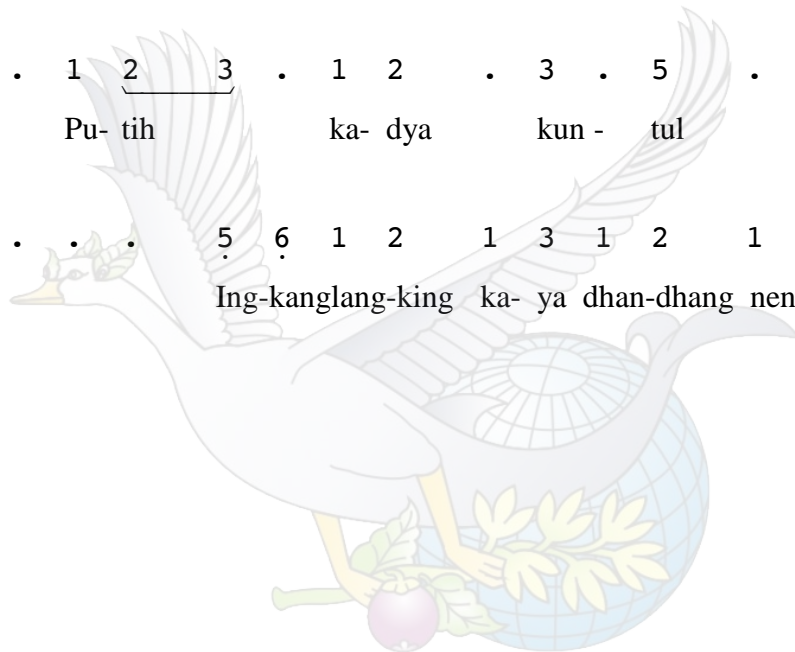 . 1 2 3 . 1 2 . 3 . 5 .
Pu- tih ka- dya kun - tul
. . . 5̣ 6̣ 1 2 1 3 1 2 1
Ing-kanglang-king ka- ya dhan-dhang nen